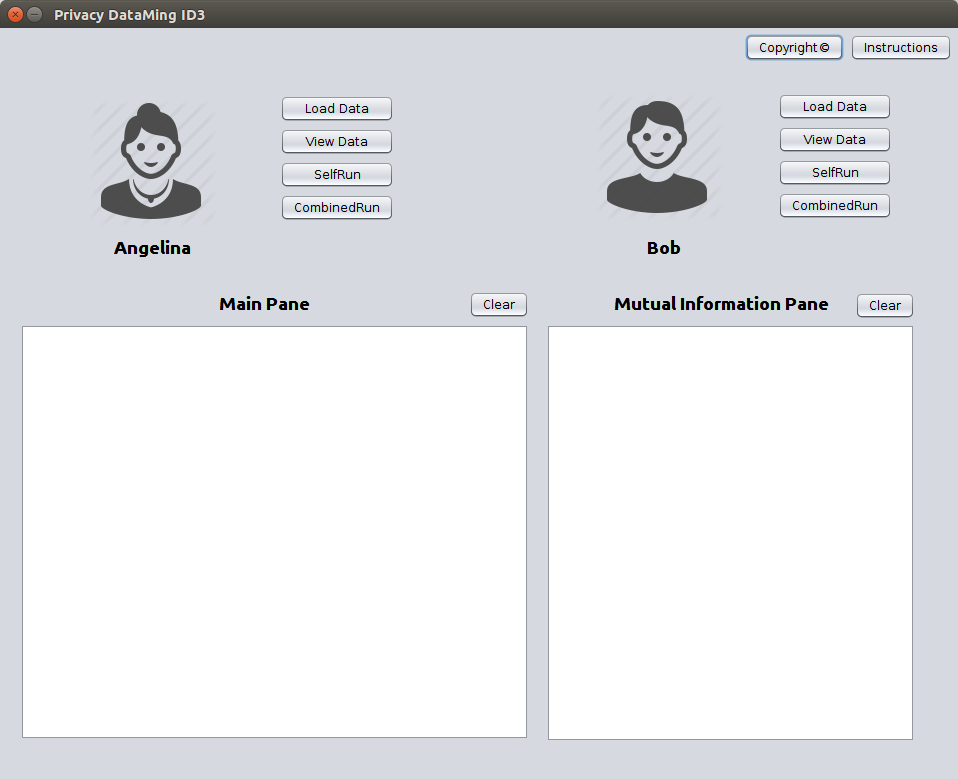 Privacy DataMing ID3
Copyright© Instructions
Load Data
View Data
SelfRun
CombinedRun
Angelina
Load Data
View Data
SelfRun
CombinedRun
Bob
Main Pane Clear
Mutual Information Pane Clear